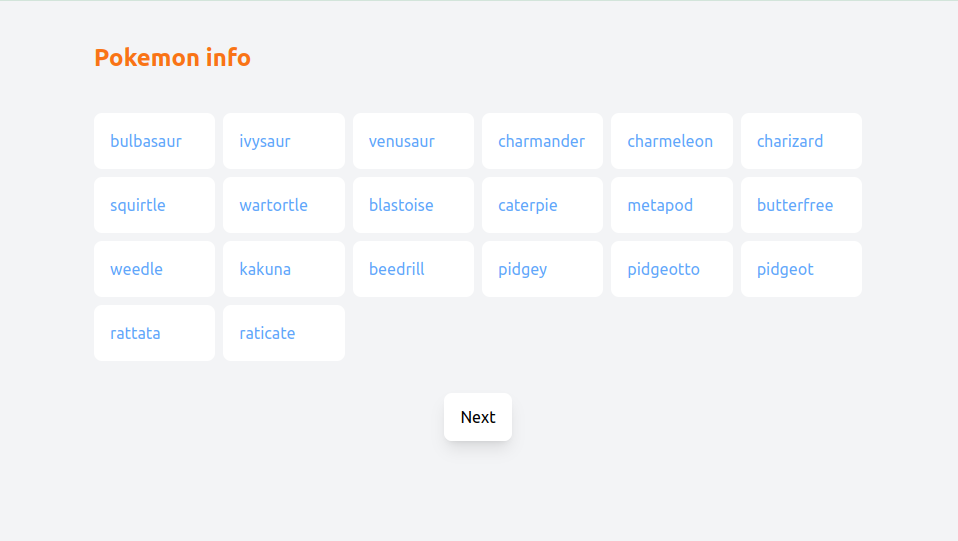 Pokemon info
bulbasaur ivysaur venusaur charmander charmeleon charizard
squirtle wartortle blastoise caterpie metapod butterfree
weedle kakuna beedrill pidgey pidgeotto pidgeot
rattata raticate
Next